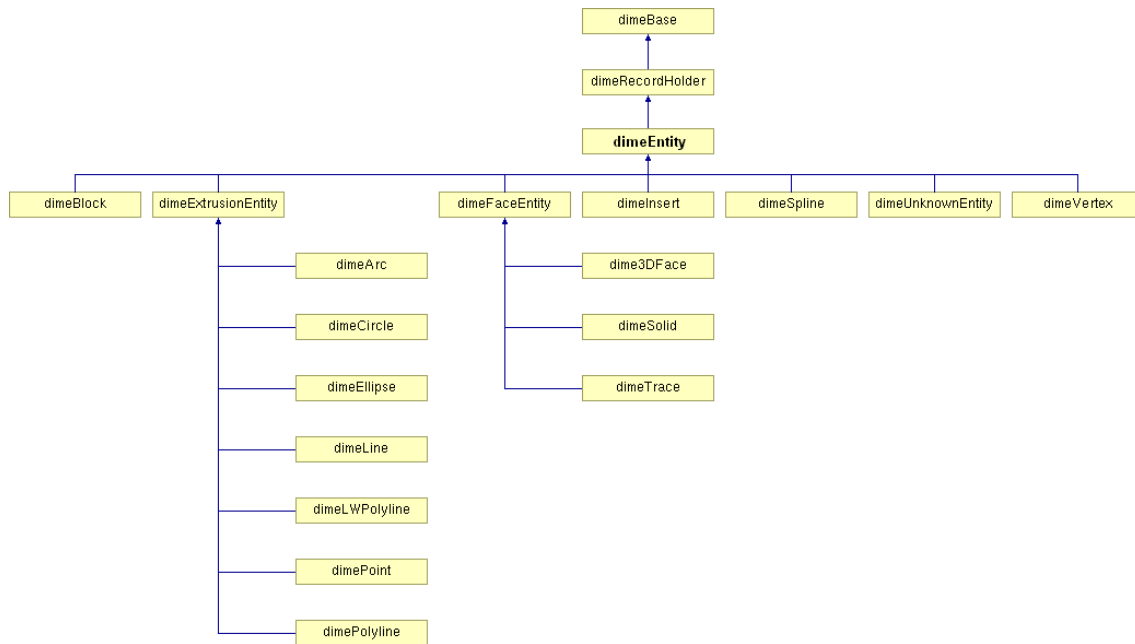 dimeBase
dimeRecordHolder
dimeEntity
dimeBlock
dimeExtrusionEntity
dimeFaceEntity
dimeInsert
dimeSpline
dimeUnknownEntity
dimeVertex
dimeArc
dime3DFace
dimeCircle
dimeSolid
dimeEllipse
dimeTrace
dimeLine
dimeLWPolyline
dimePoint
dimePolyline